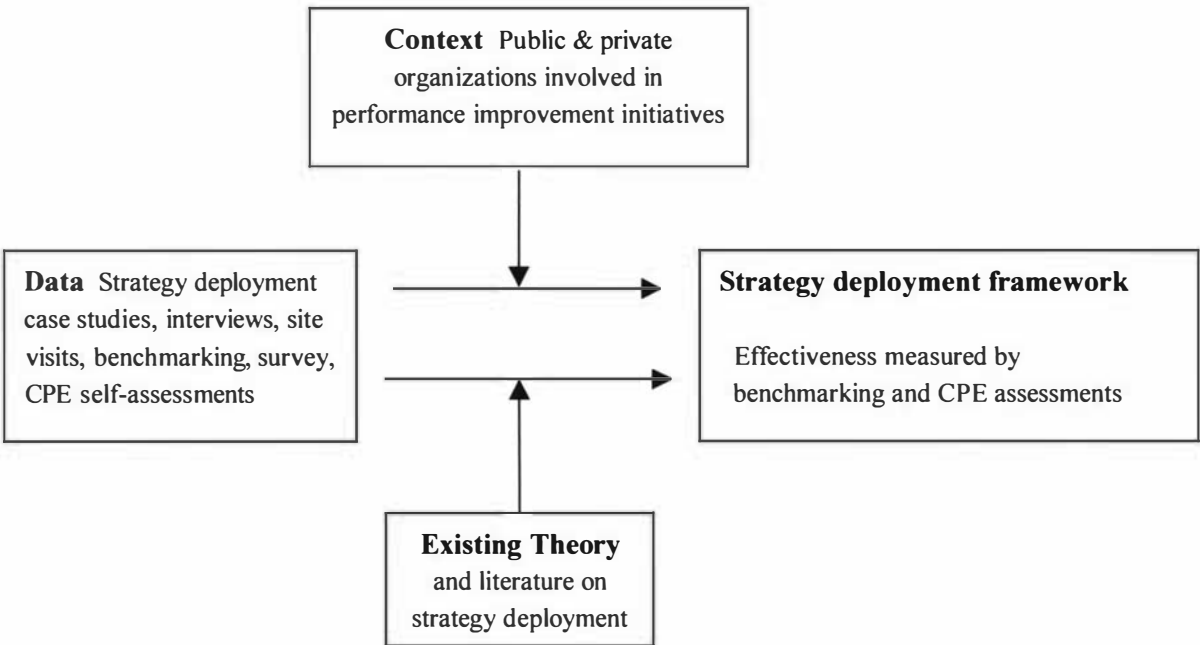 Context Public & private
organizations involved in
performance improvement initiatives
Data Strategy deployment
case studies, interviews, site
visits, benchmarking, survey,
CPE self-assessments
Strategy deployment framework
Effectiveness measured by
benchmarking and CPE assessments
Existing Theory
and literature on
strategy deployment